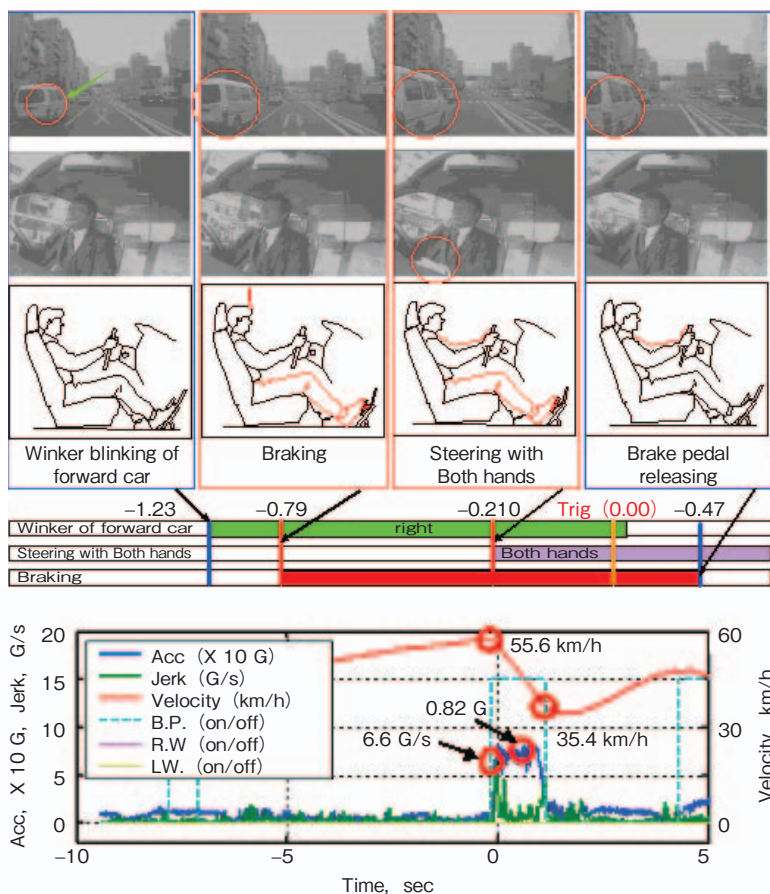 Winker blinking of
forward car
Braking
Steering with
Both hands
Brake pedal
releasing
−1.23
−0.79
−0.210
Trig (0.00)
−0.47
Winker of forward car
right
Steering with Both hands
Both hands
Braking
Acc, X 10 G, Jerk, G/s
20
15
10
5
0
Acc (X 10 G)
Jerk (G/s)
Velocity (km/h)
B.P. (on/off)
R.W (on/off)
LW. (on/off)
55.6 km/h
0.82 G
6.6 G/s
35.4 km/h
60
30
0
Velocity, km/h
−10
−5
0
5
Time, sec